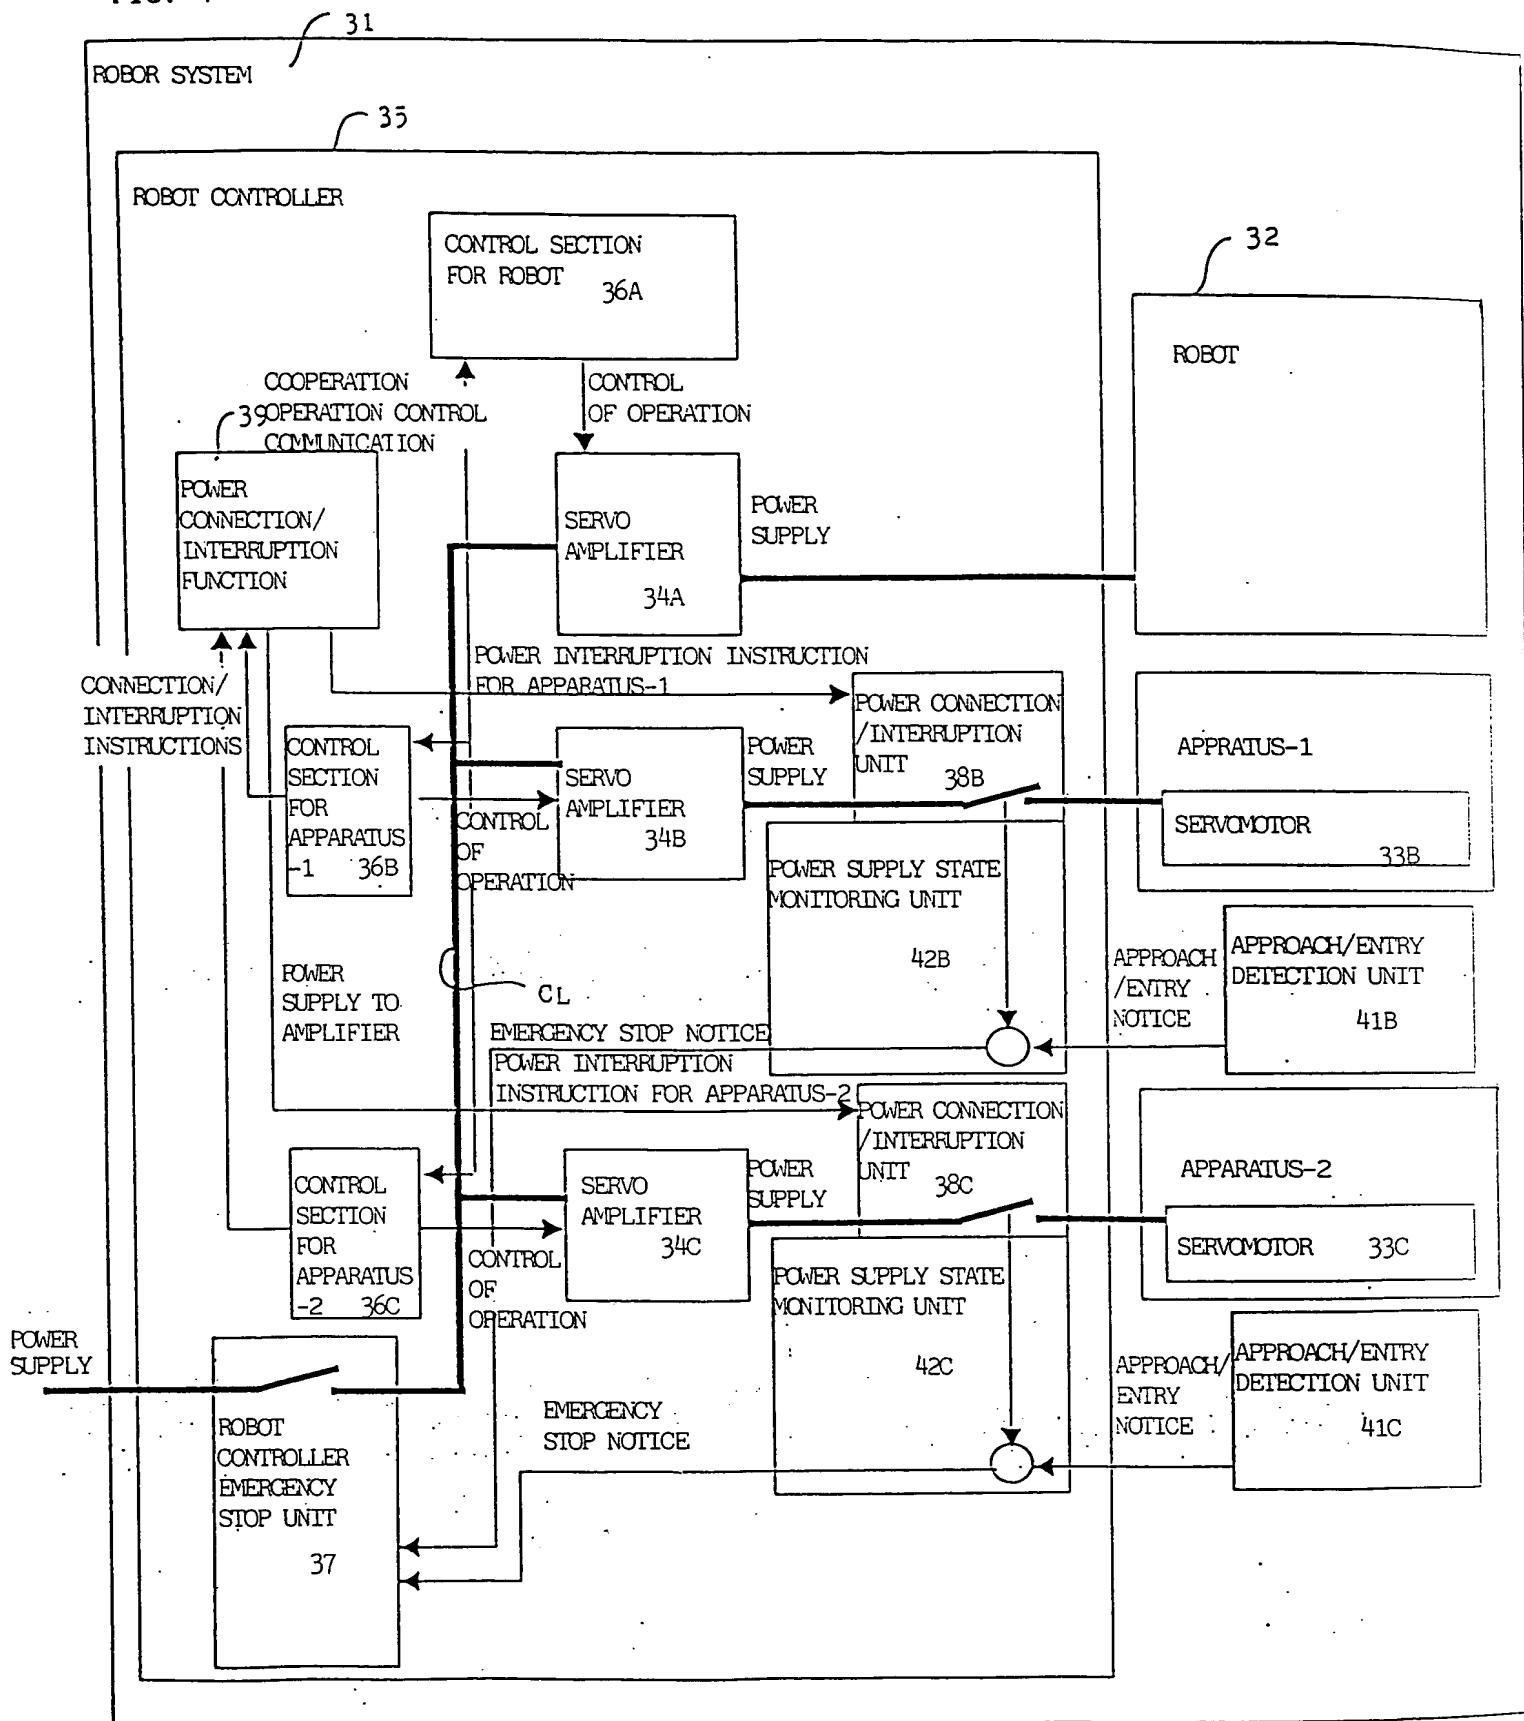 31
ROBOR SYSTEM
35
ROBOT CONTROLLER
CONTROL SECTION
FOR ROBOT
36A
32
ROBOT
COOPERATION
OPERATION CONTROL
COMMUNICATION
CONTROL
OF OPERATION
39
POWER
CONNECTION/
INTERRUPTION
FUNCTION
SERVO
AMPLIFIER
34A
POWER
SUPPLY
POWER INTERRUPTION INSTRUCTION
FOR APPARATUS-1
CONNECTION/
INTERRUPTION
INSTRUCTIONS
CONTROL
SECTION
FOR
APPARATUS
-1 36B
CONTROL
OF
OPERATION
SERVO
AMPLIFIER
34B
POWER
SUPPLY
POWER CONNECTION
/INTERRUPTION
UNIT
38B
APPRATUS-1
SERVOMOTOR
33B
POWER SUPPLY STATE
MONITORING UNIT
42B
APPROACH
/ENTRY
NOTICE
APPROACH/ENTRY
DETECTION UNIT
41B
POWER
SUPPLY TO
AMPLIFIER
CL
EMERGENCY STOP NOTICE
POWER INTERRUPTION
INSTRUCTION FOR APPARATUS-2
POWER CONNECTION
/INTERRUPTION
UNIT
38C
CONTROL
SECTION
FOR
APPARATUS
-2 36C
CONTROL
OF
OPERATION
SERVO
AMPLIFIER
34C
POWER
SUPPLY
APPARATUS-2
SERVOMOTOR 33C
POWER SUPPLY STATE
MONITORING UNIT
42C
APPROACH/
ENTRY
NOTICE
APPROACH/ENTRY
DETECTION UNIT
41C
POWER
SUPPLY
ROBOT
CONTROLLER
EMERGENCY
STOP UNIT
37
EMERGENCY
STOP NOTICE